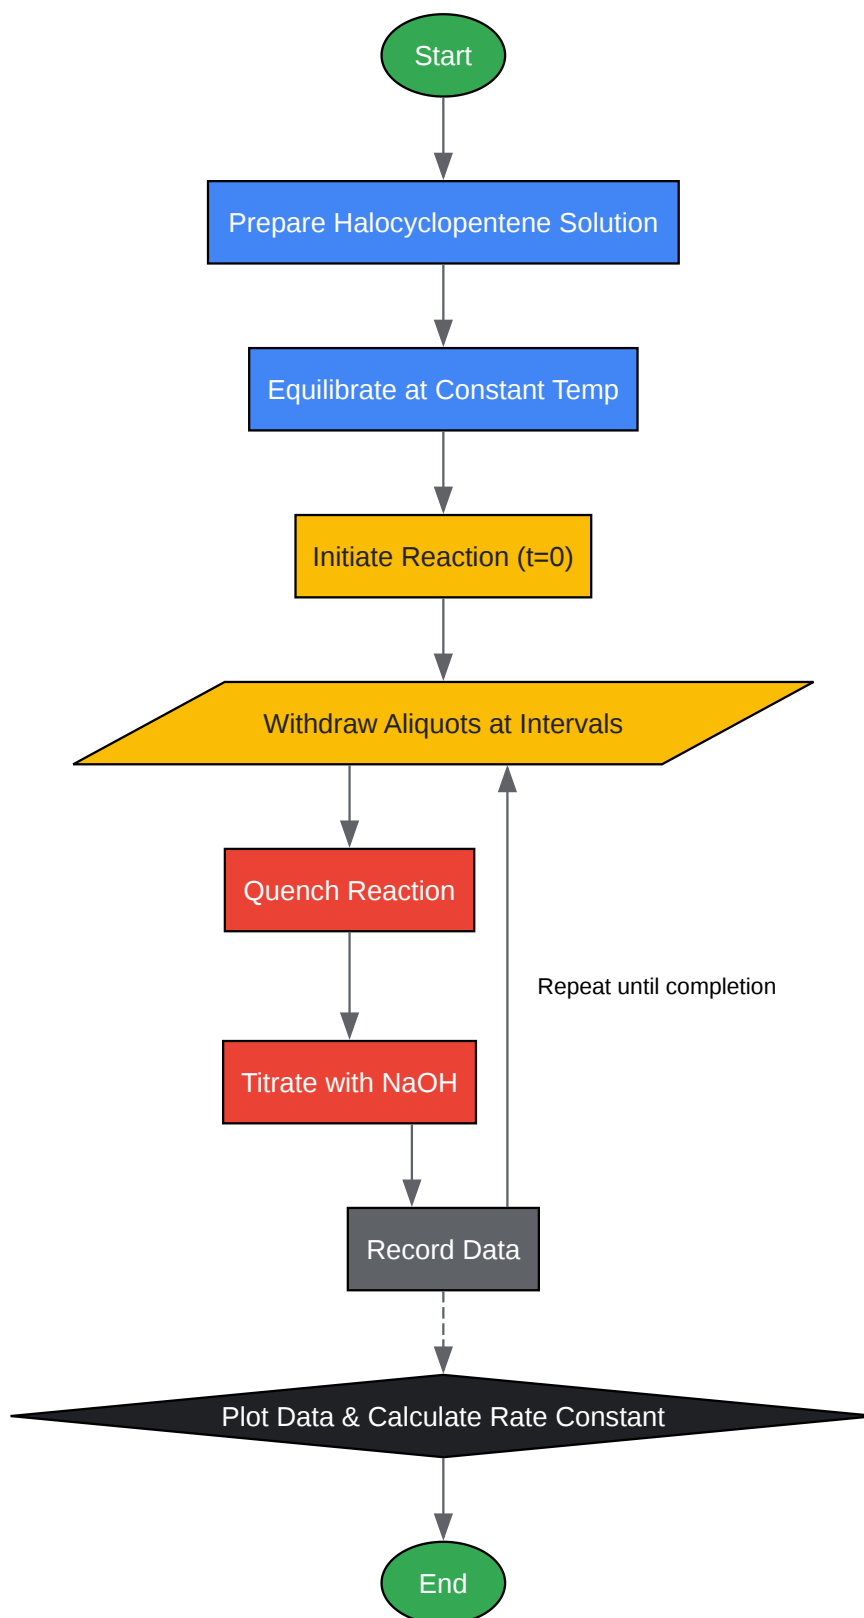 Start
Prepare Halocyclopentene Solution
Equilibrate at Constant Temp
Initiate Reaction (t=0)
Withdraw Aliquots at Intervals
Quench Reaction
Repeat until completion
Titrate with NaOH
Record Data
Plot Data & Calculate Rate Constant
End